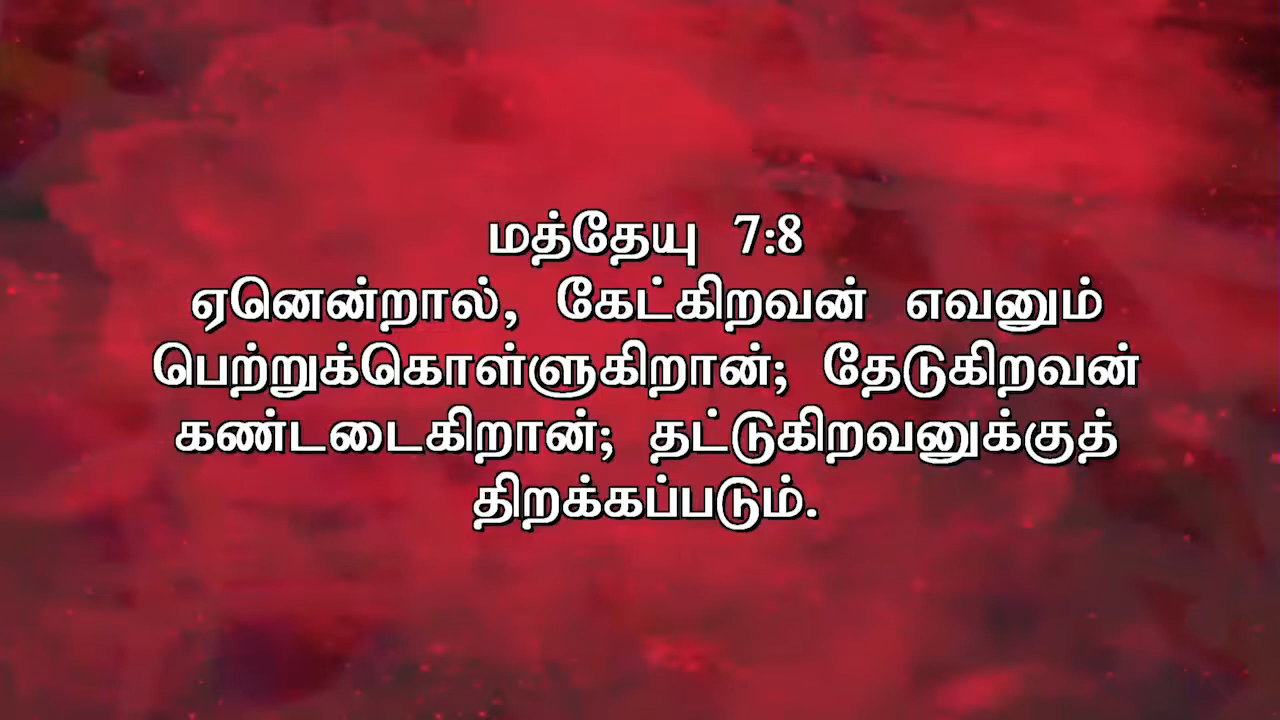 மத்தேயு 7:8
ஏனென்றால், கேட்கிறவன் எவனும்
பெற்றுக்கொள்ளுகிறான்; தேடுகிறவன்
கண்டடைகிறான்; தட்டுகிறவனுக்குத்
திறக்கப்படும்.